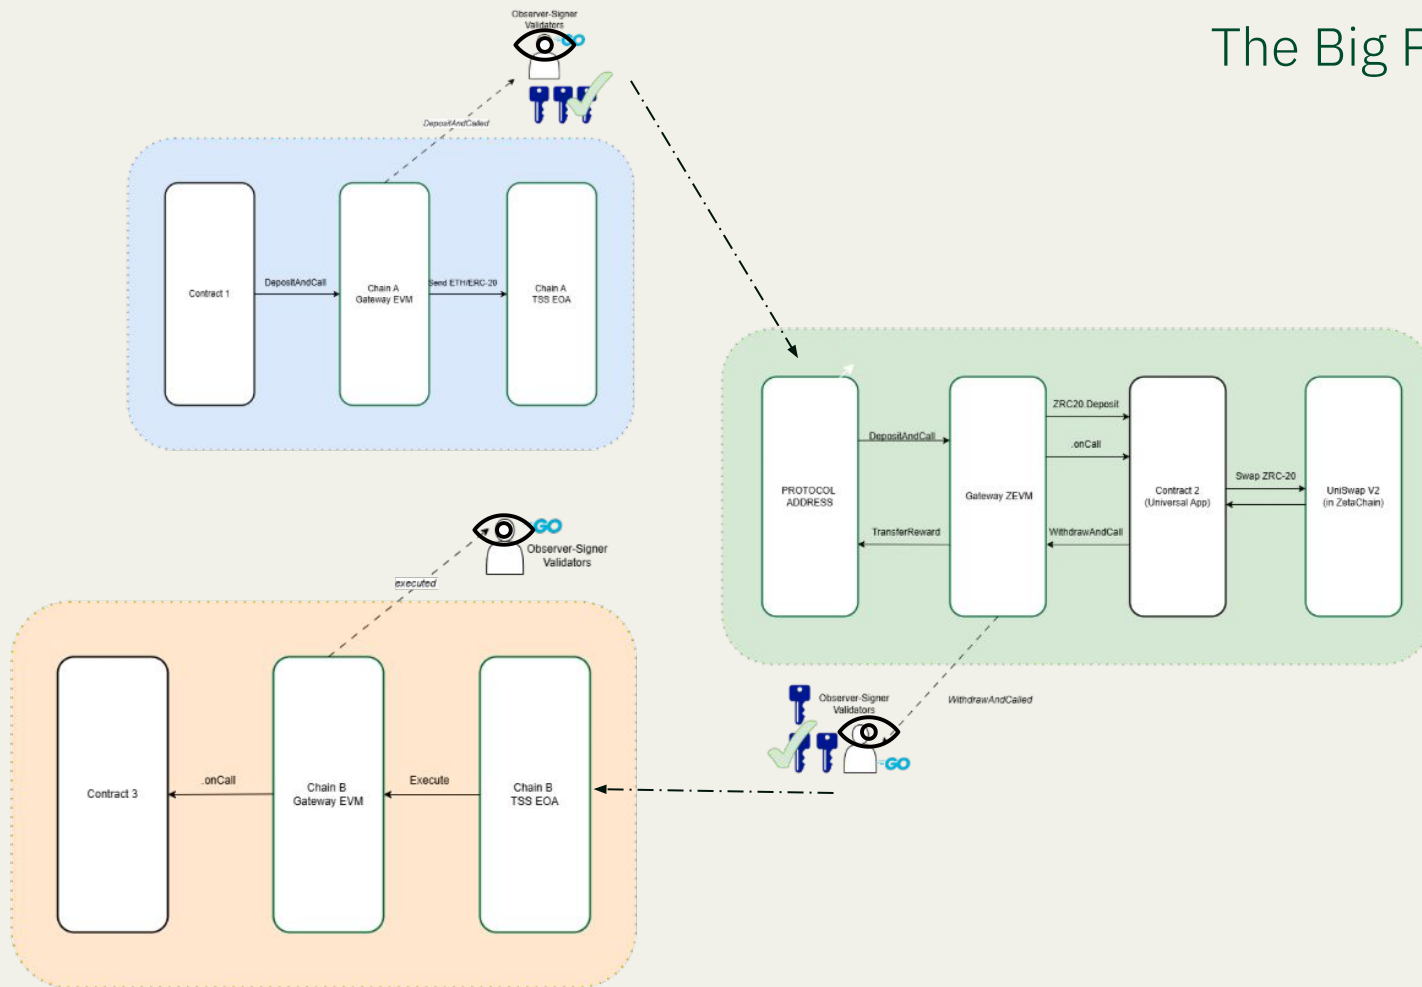 The Big P
Observer-Signer
Validators
GO
DepositAndCalled
Contract 1
DepositAndCall
Chain A
Gateway EVM
Send ETH/ERC-20
Chain A
TSS EOA
PROTOCOL
ADDRESS
DepositAndCall
TransferReward
Gateway ZEVM
ZRC20.Deposit
.onCall
WithdrawAndCall
Contract 2
(Universal App)
Swap ZRC-20
UniSwap V2
(in ZetaChain)
WithdrawAndCalled
Observer-Signer
Validators
GO
GO
Observer-Signer
Validators
executed
Contract 3
.onCall
Chain B
Gateway EVM
Execute
Chain B
TSS EOA